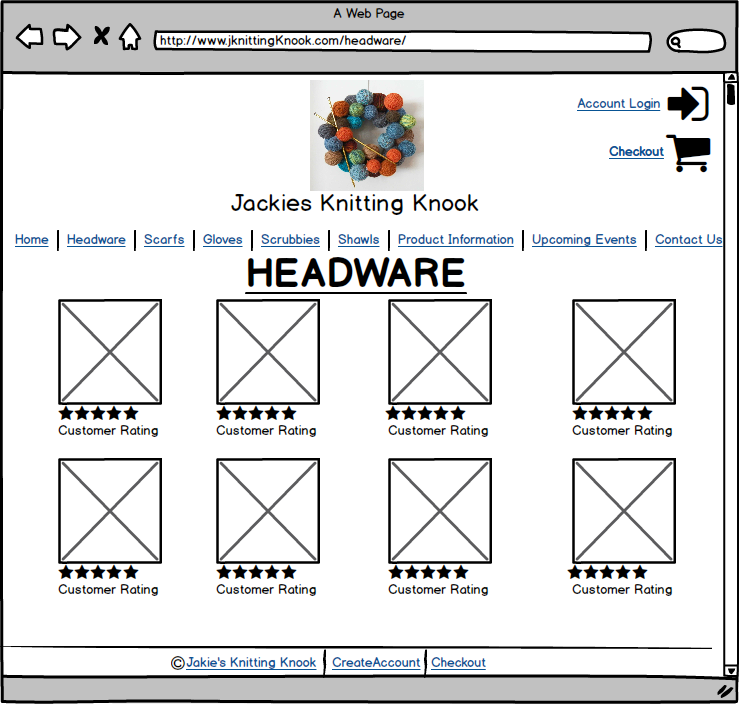 A Web Page
http://www.jknittingKnook.com/headware/
Account Login
Checkout
Jackies Knitting Knook
Home Headware Scarfs Gloves Scrubbies Shawls Product Information Upcoming Events Contact Us
HEADWARE
Customer Rating Customer Rating Customer Rating Customer Rating
Customer Rating Customer Rating Customer Rating Customer Rating
©Jakie's Knitting Knook CreateAccount Checkout